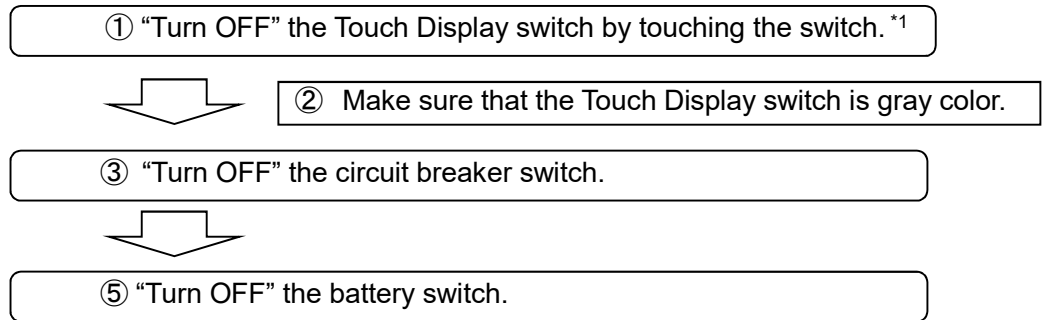 ① “Turn OFF” the Touch Display switch by touching the switch. *1
② Make sure that the Touch Display switch is gray color.
③ “Turn OFF” the circuit breaker switch.
⑤ “Turn OFF” the battery switch.